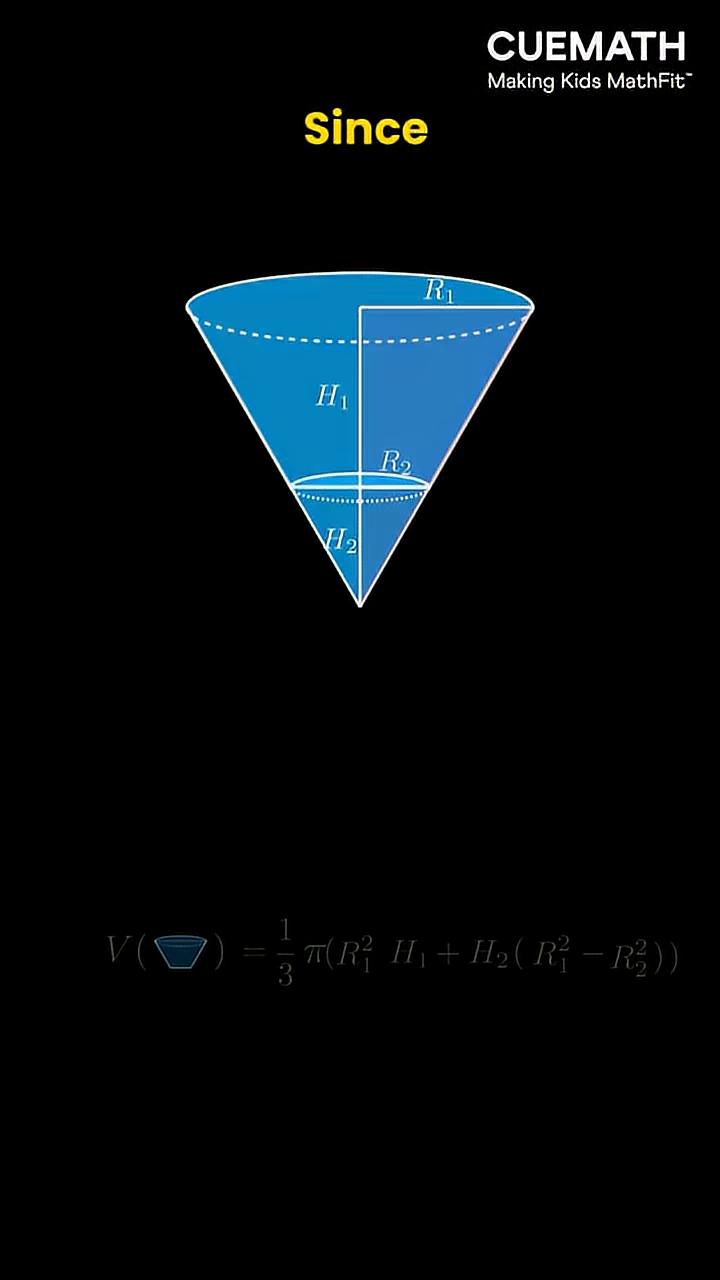 CUEMATH
Making Kids MathFit™
Since
R₁
H₁
R₂
H₂
V( ) = 1/3 π(R₁² H₁ + H₂( R₁² − R₂²))